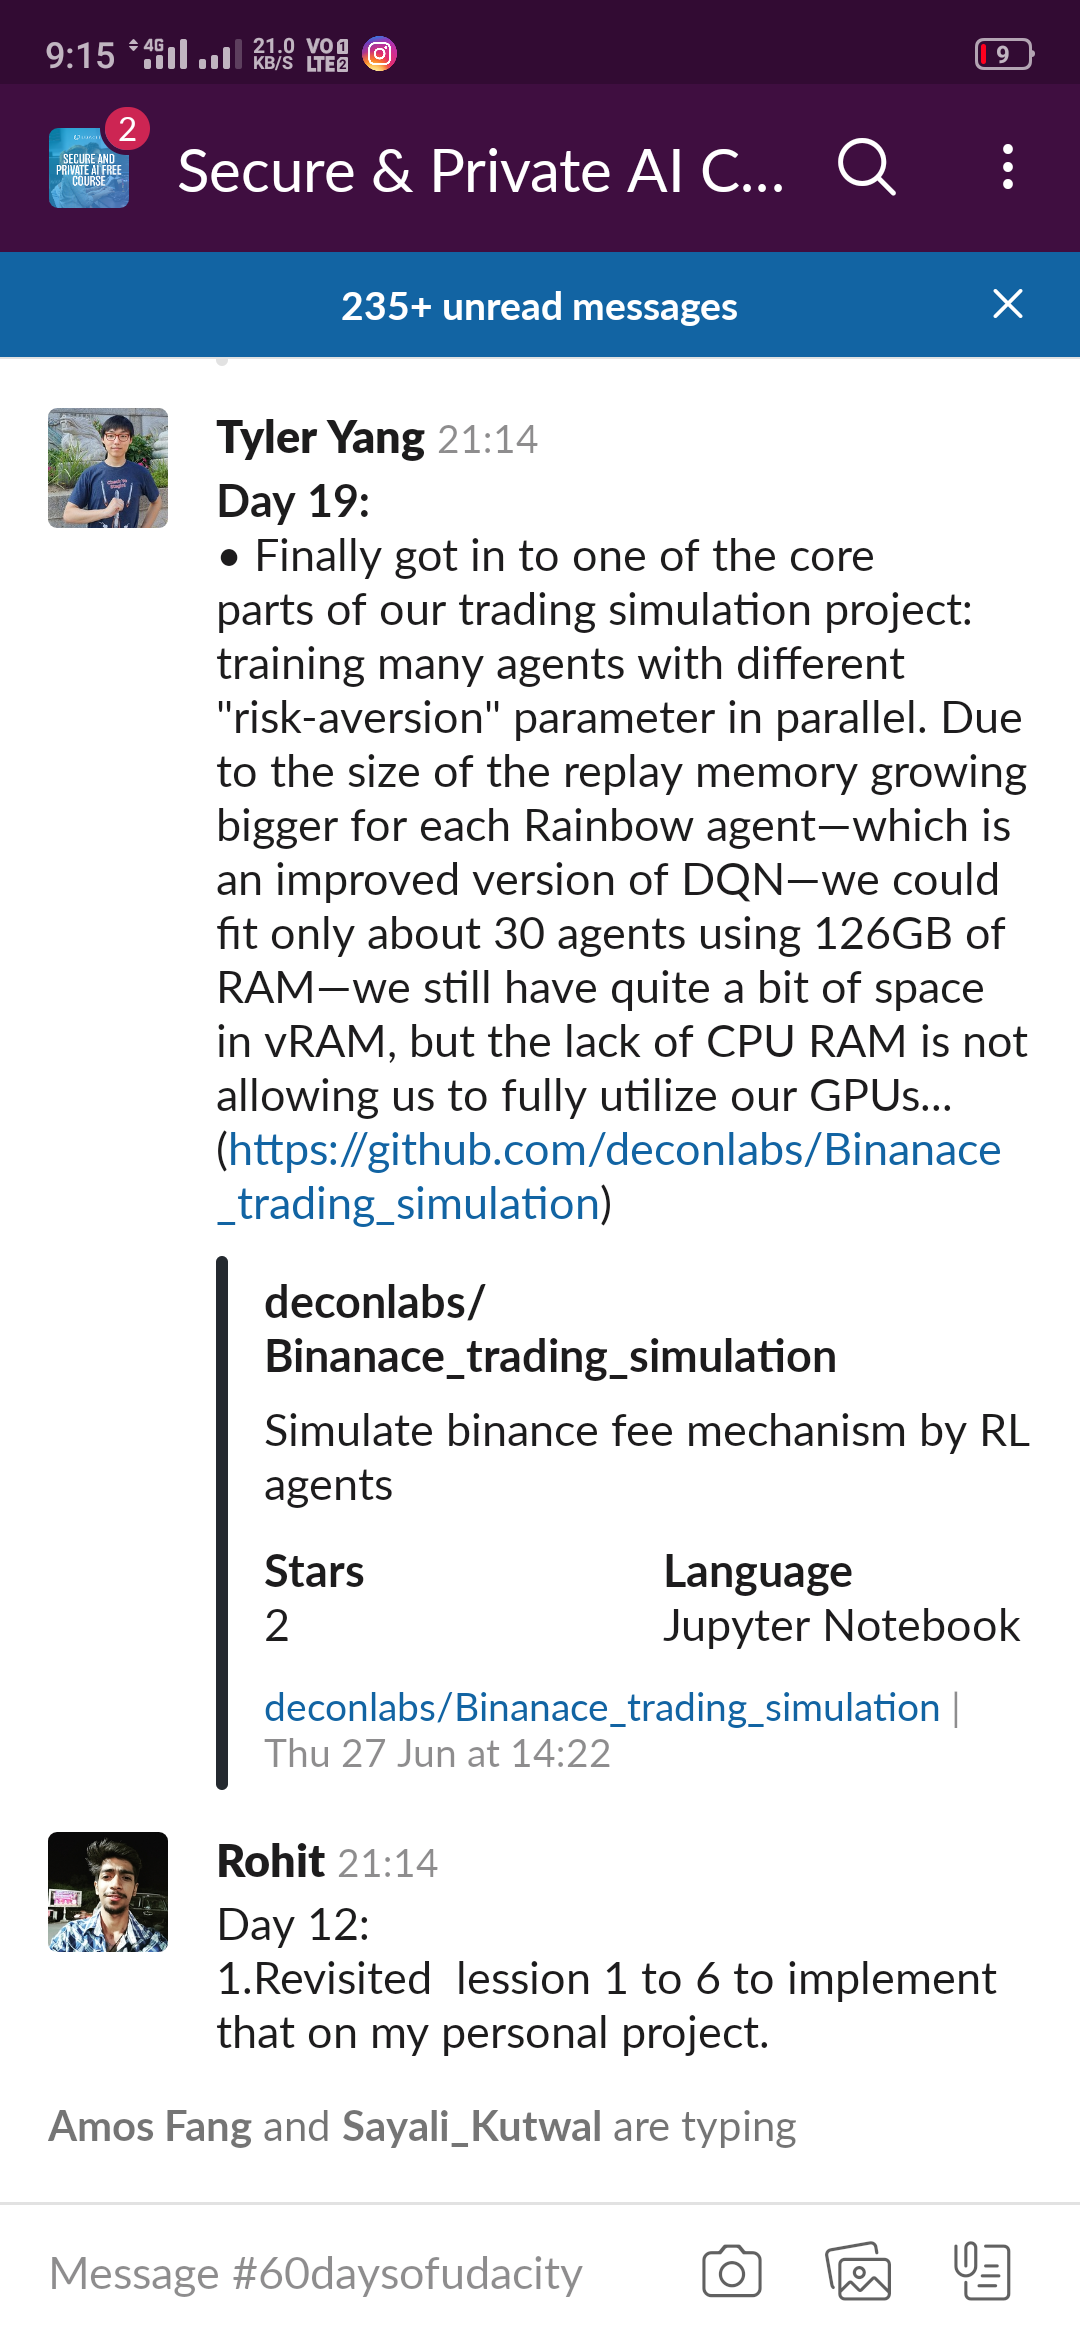 9:15 4G 21.0 KB/S VO 1 LTE 2 9
SECURE AND
PRIVATE AI FREE
COURSE
2
Secure & Private AI C...
235+ unread messages
Tyler Yang 21:14
Day 19:
• Finally got in to one of the core
parts of our trading simulation project:
training many agents with different
"risk-aversion" parameter in parallel. Due
to the size of the replay memory growing
bigger for each Rainbow agent—which is
an improved version of DQN—we could
fit only about 30 agents using 126GB of
RAM—we still have quite a bit of space
in vRAM, but the lack of CPU RAM is not
allowing us to fully utilize our GPUs...
(https://github.com/deconlabs/Binanace
_trading_simulation)
deconlabs/
Binanace_trading_simulation
Simulate binance fee mechanism by RL
agents
Stars Language
2 Jupyter Notebook
deconlabs/Binanace_trading_simulation |
Thu 27 Jun at 14:22
Rohit 21:14
Day 12:
1.Revisited  lession 1 to 6 to implement
that on my personal project.
Amos Fang and Sayali_Kutwal are typing
Message #60daysofudacity